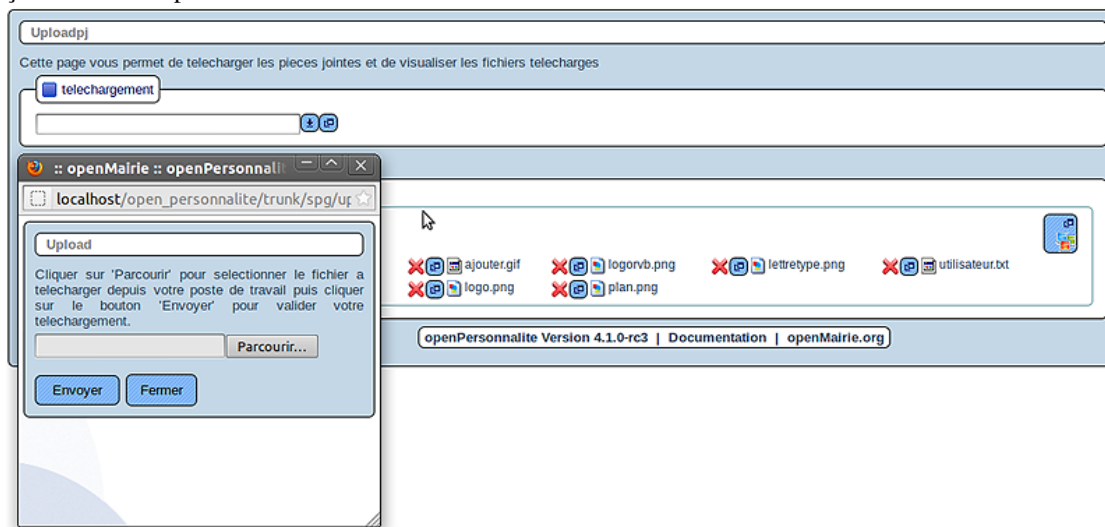 Uploadpj
Cette page vous permet de telecharger les pieces jointes et de visualiser les fichiers telecharges
telechargement
:: openMairie :: openPersonnalit
localhost/open_personnalite/trunk/spg/up
Upload
Cliquer sur 'Parcourir' pour selectionner le fichier a
telecharger depuis votre poste de travail puis cliquer
sur le bouton 'Envoyer' pour valider votre
telechargement.
Parcourir...
Envoyer Fermer
ajouter.gif logorvb.png lettretype.png utilisateur.txt
logo.png plan.png
openPersonnalite Version 4.1.0-rc3 | Documentation | openMairie.org